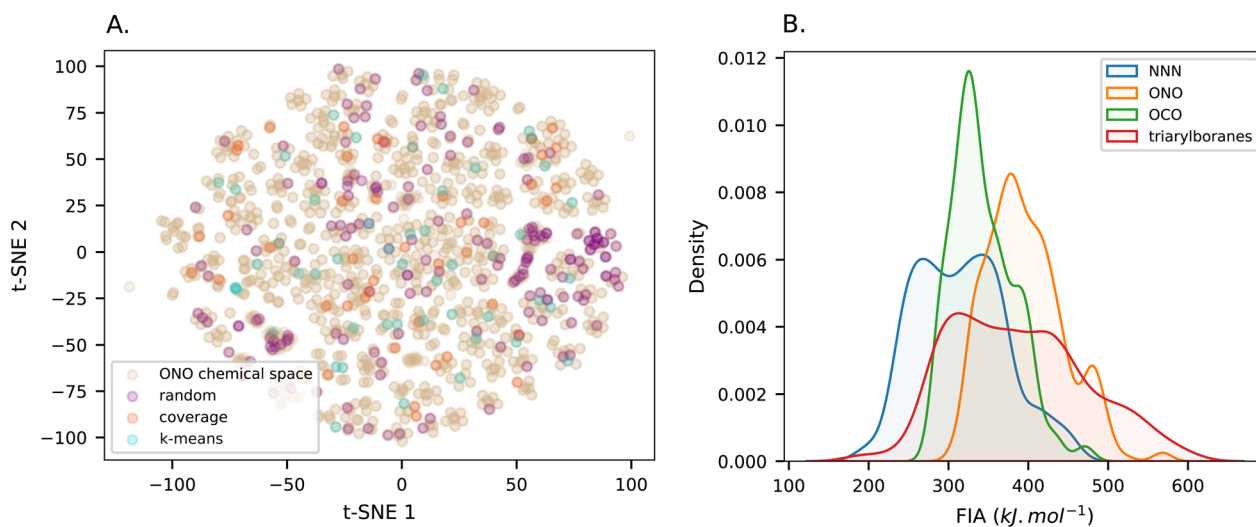 A.
100
75
50
25
0
−25
−50
−75
−100
t-SNE 2
ONO chemical space
random
coverage
k-means
−100
−50
0
50
100
t-SNE 1
B.
0.012
0.010
0.008
0.006
0.004
0.002
0.000
Density
NNN
ONO
OCO
triarylboranes
100
200
300
400
500
600
FIA (kJ.mol⁻¹)